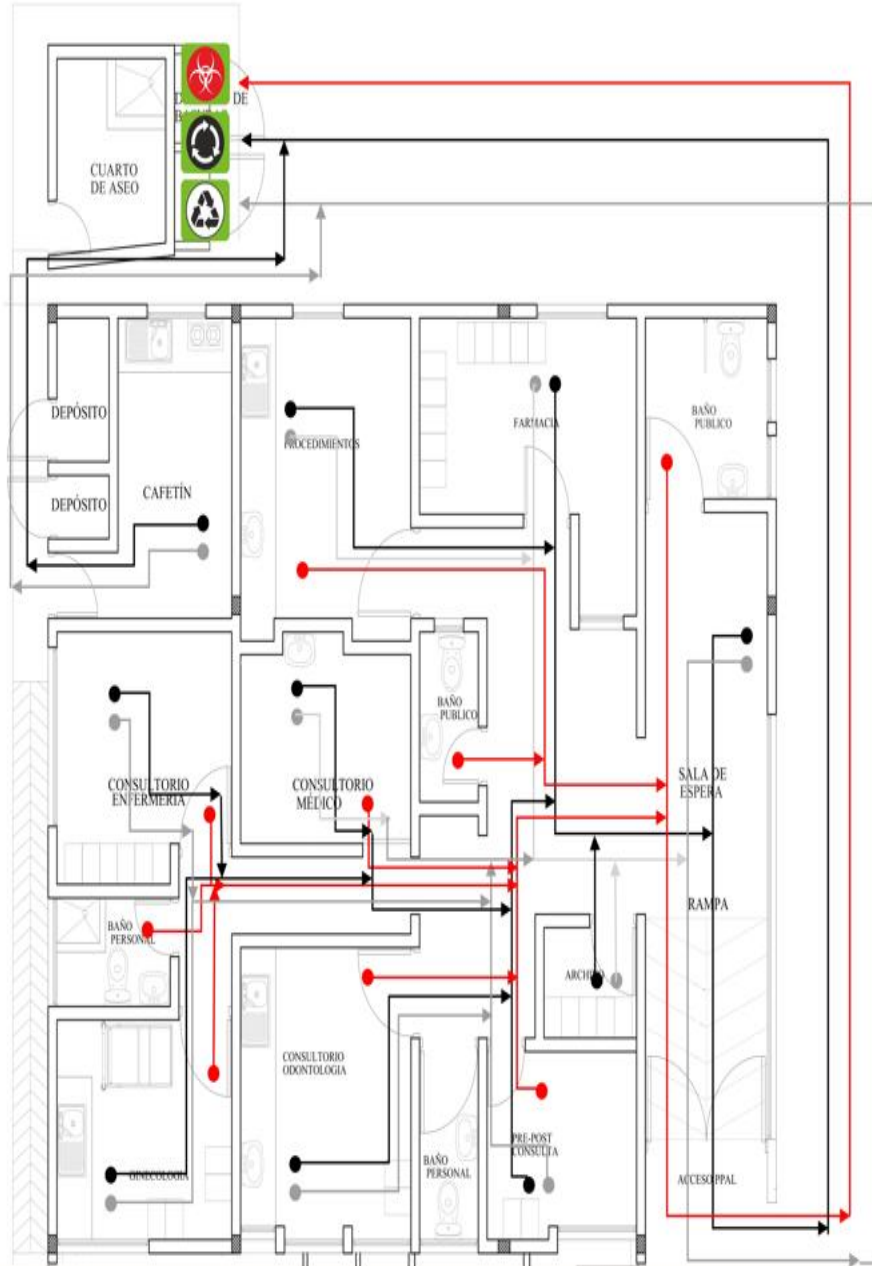 DE
CUARTO
DE ASEO
DEPÓSITO
DEPÓSITO
CAFETÍN
PROCEDIMIENTOS
FARMACIA
BAÑO
PUBLICO
BAÑO
PUBLICO
CONSULTORIO
ENFERMERIA
CONSULTORIO
MÉDICO
SALA DE
ESPERA
RAMPA
BAÑO
PERSONAL
ARCHIVO
CONSULTORIO
ODONTOLOGIA
GINECOLOGIA
BAÑO
PERSONAL
PRE-POST
CONSULTA
ACCESO PPAL